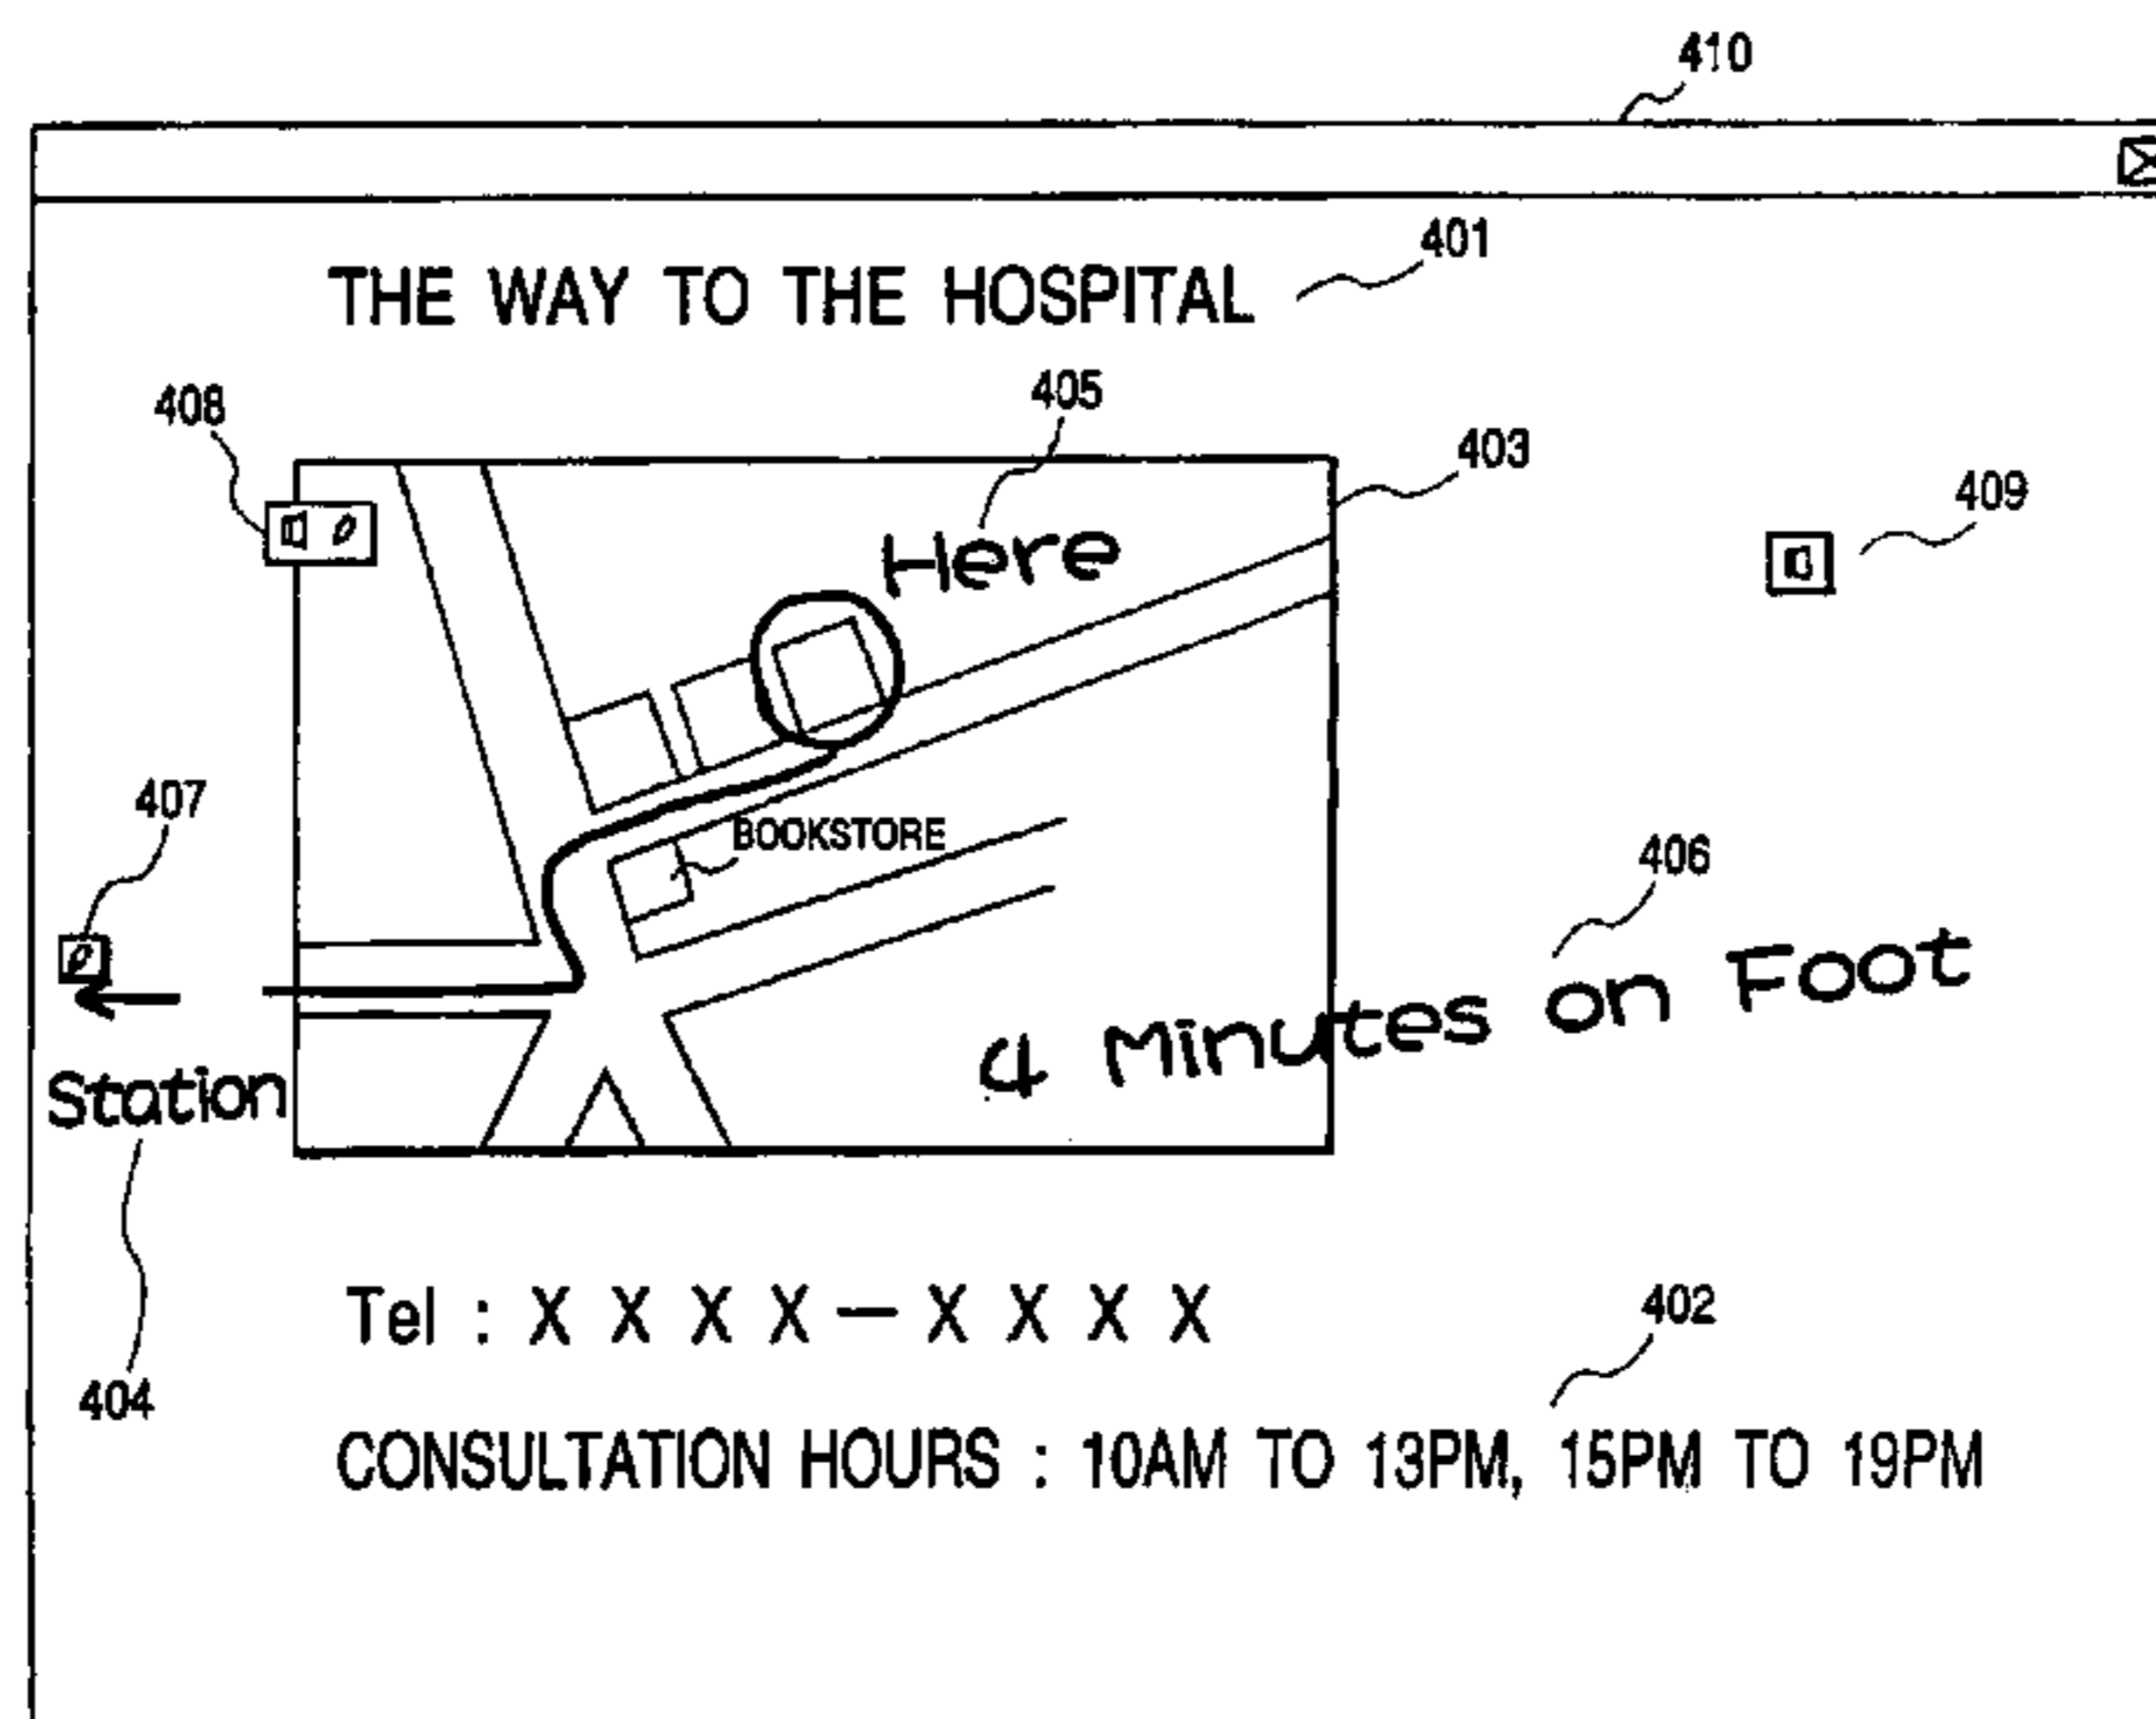 410
401
THE WAY TO THE HOSPITAL
408
405
403
409
Here
407
BOOKSTORE
406
4 Minutes on Foot
Station
Tel : X X X X – X X X X
402
404
CONSULTATION HOURS : 10AM TO 13PM, 15PM TO 19PM